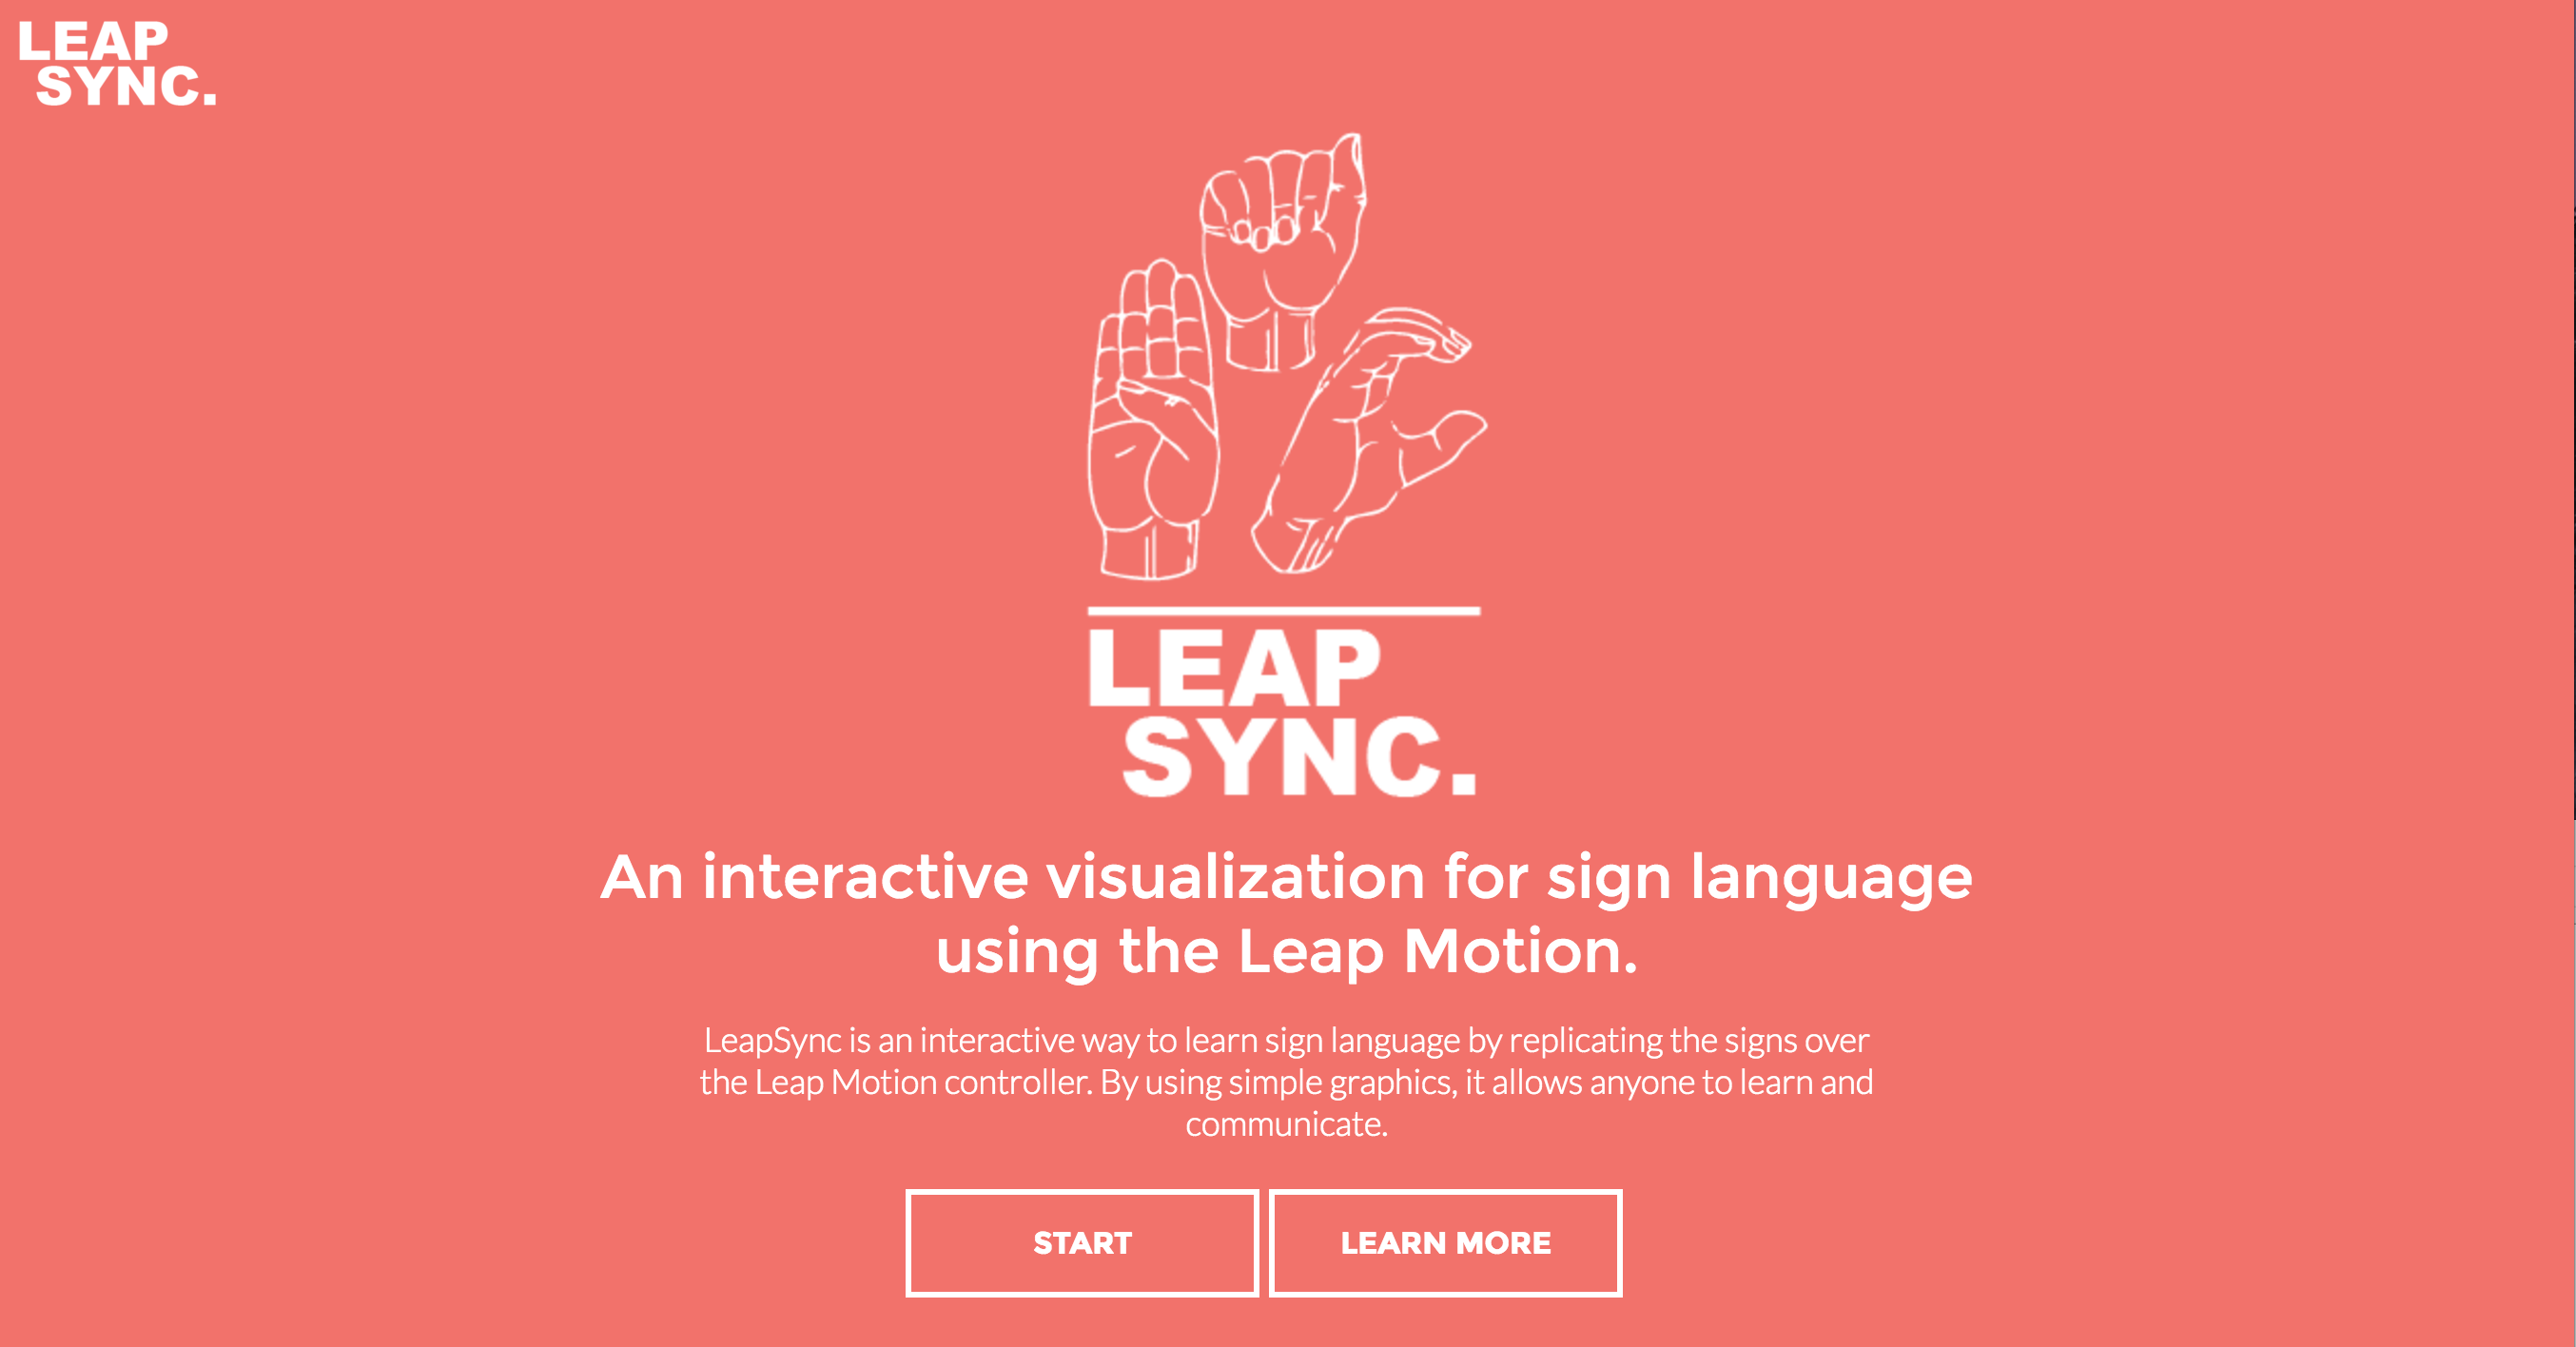 LEAP
SYNC.
LEAP
SYNC.
An interactive visualization for sign language
using the Leap Motion.
LeapSync is an interactive way to learn sign language by replicating the signs over
the Leap Motion controller. By using simple graphics, it allows anyone to learn and
communicate.
START
LEARN MORE